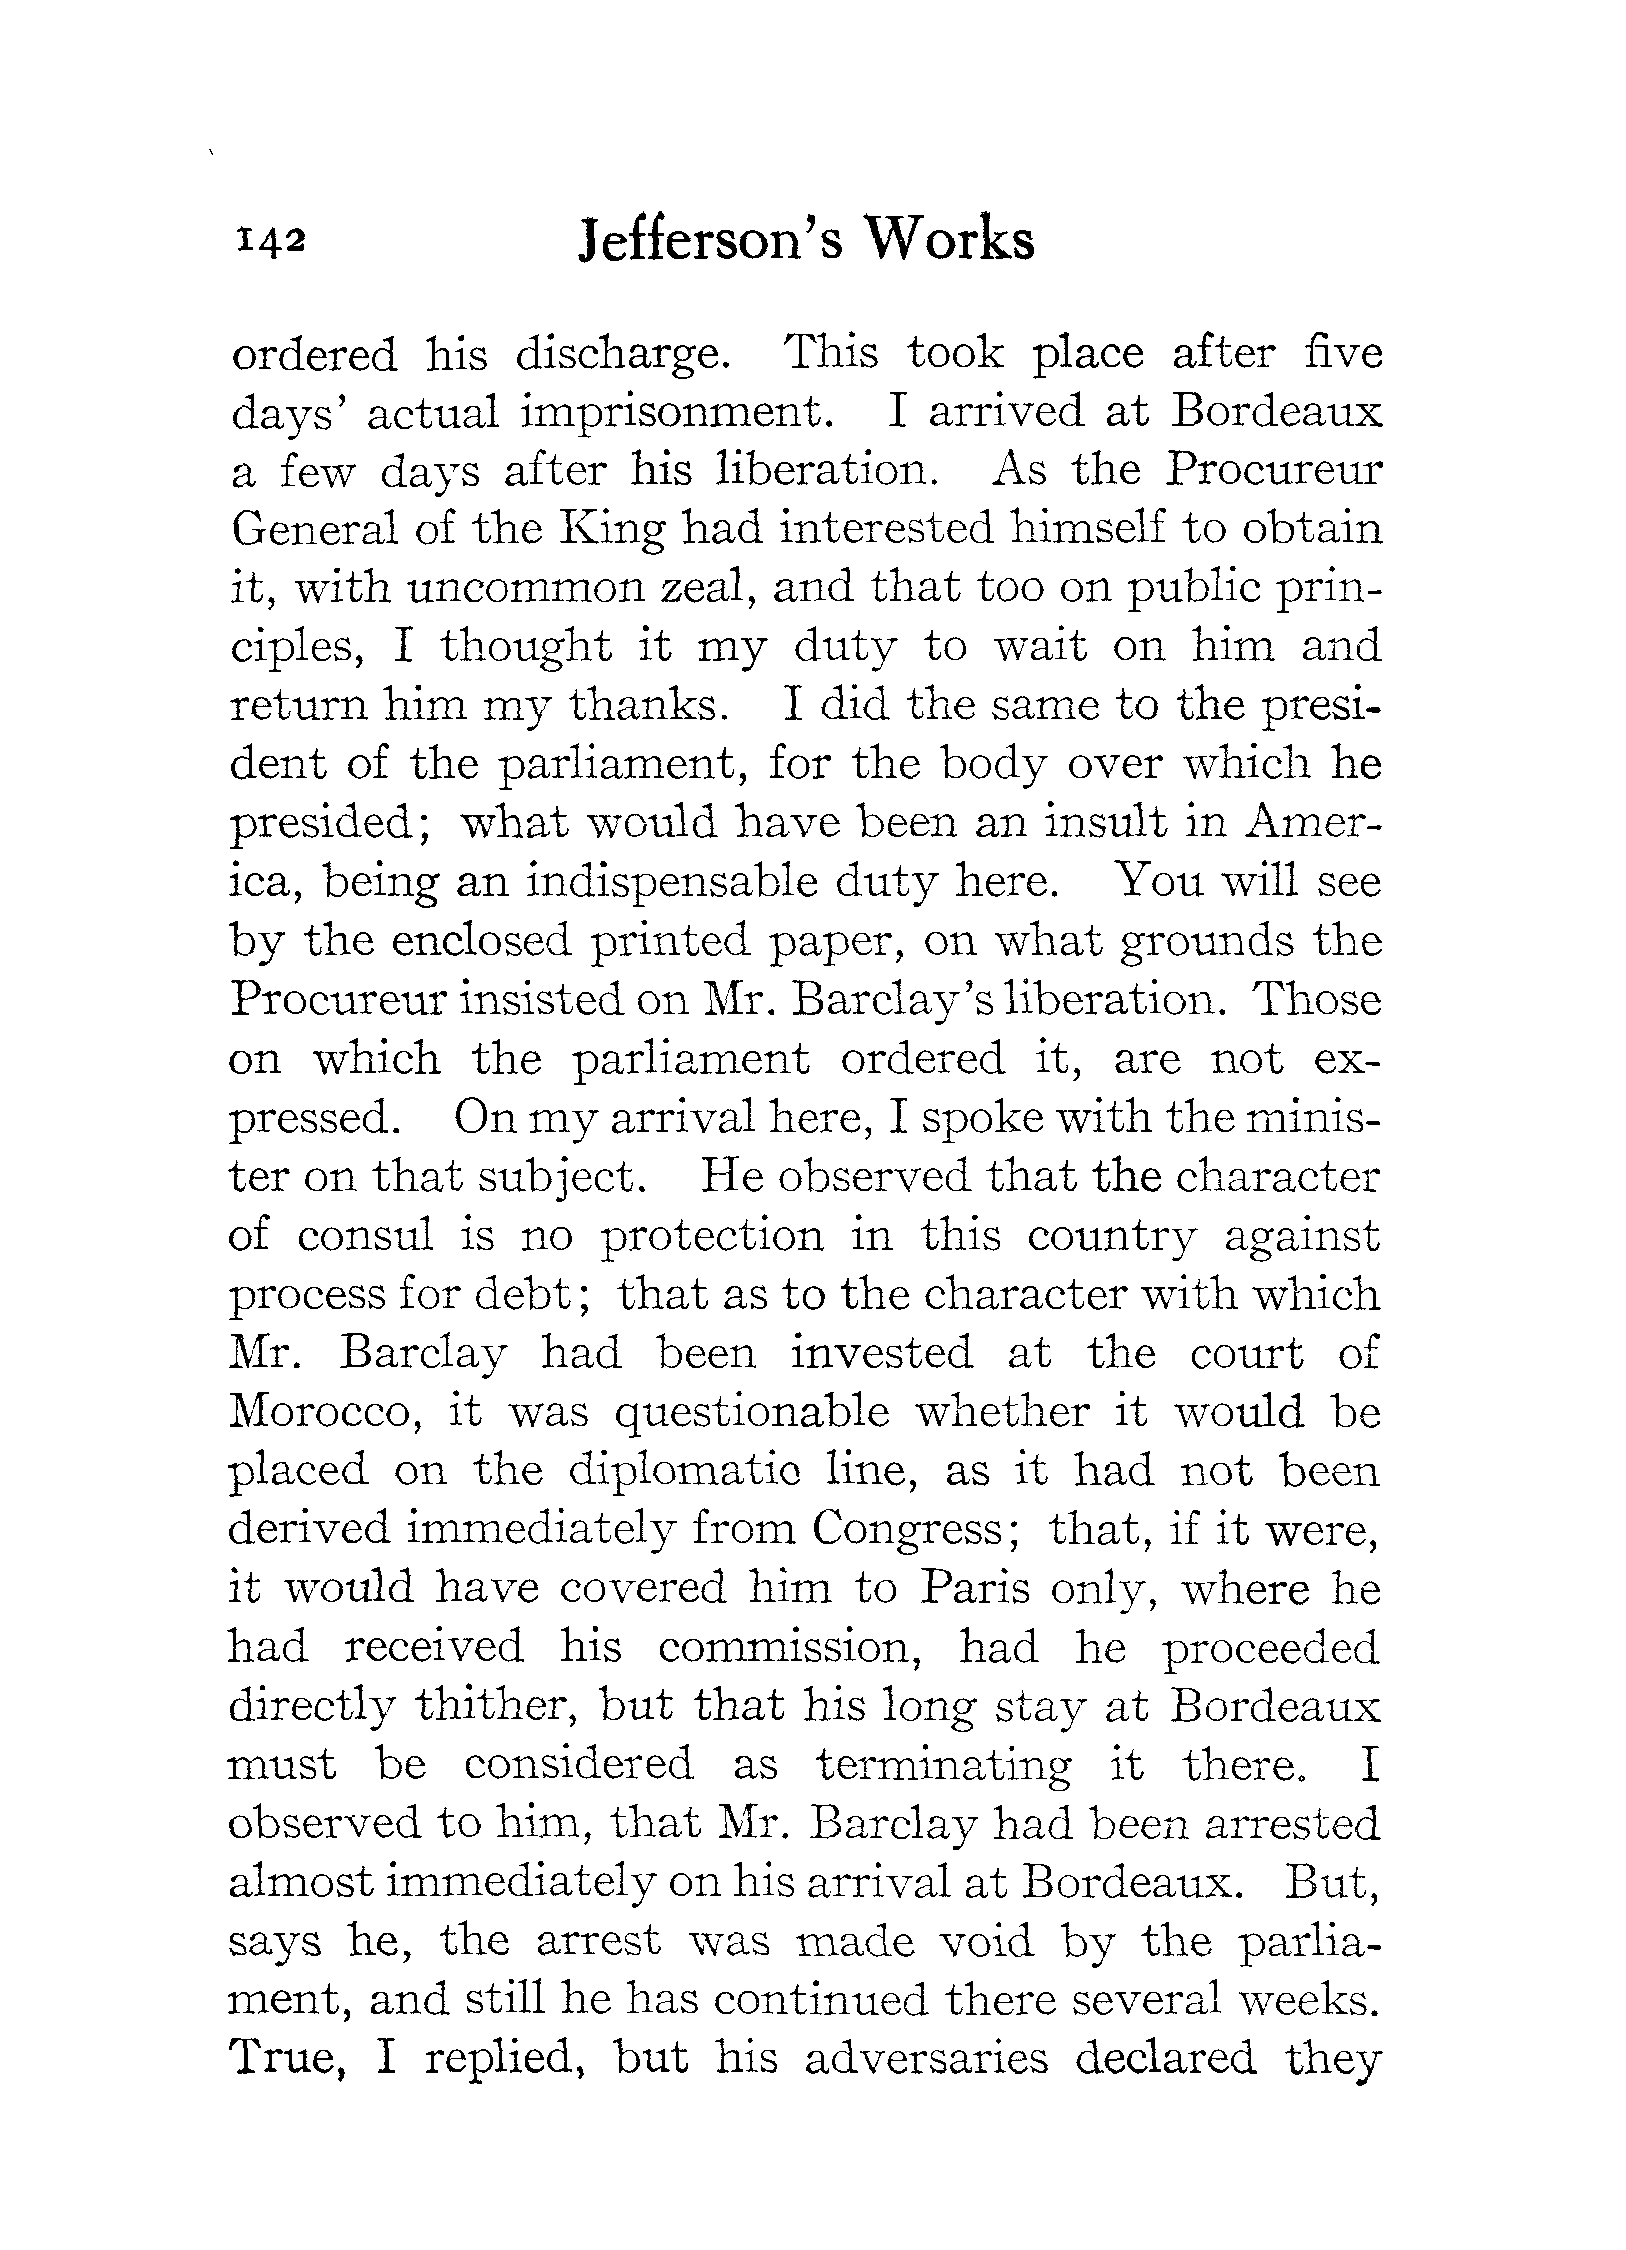 142 Jefferson's Works
ordered his discharge. This took place after five
days' actual imprisonment. I arrived at Bordeaux
a few days after his liberation. As the Procureur
General of the King had interested himself to obtain
it, with uncommon zeal, and that too on public prin-
ciples, I thought it my duty to wait on him and
return him my thanks. I did the same to the presi-
dent of the parliament, for the body over which he
presided; what would have been an insult in Amer-
ica, being an indispensable duty here. You will see
by the enclosed printed paper, on what grounds the
Procureur insisted on Mr. Barclay's liberation. Those
on which the parliament ordered it, are not ex-
pressed. On my arrival here, I spoke with the minis-
ter on that subject. He observed that the character
of consul is no protection in this country against
process for debt; that as to the character with which
Mr. Barclay had been invested at the court of
Morocco, it was questionable whether it would be
placed on the diplomatic line, as it had not been
derived immediately from Congress; that, if it were,
it would have covered him to Paris only, where he
had received his commission, had he proceeded
directly thither, but that his long stay at Bordeaux
must be considered as terminating it there. I
observed to him, that Mr. Barclay had been arrested
almost immediately on his arrival at Bordeaux. But,
says he, the arrest was made void by the parlia-
ment, and still he has continued there several weeks.
True, I replied, but his adversaries declared they